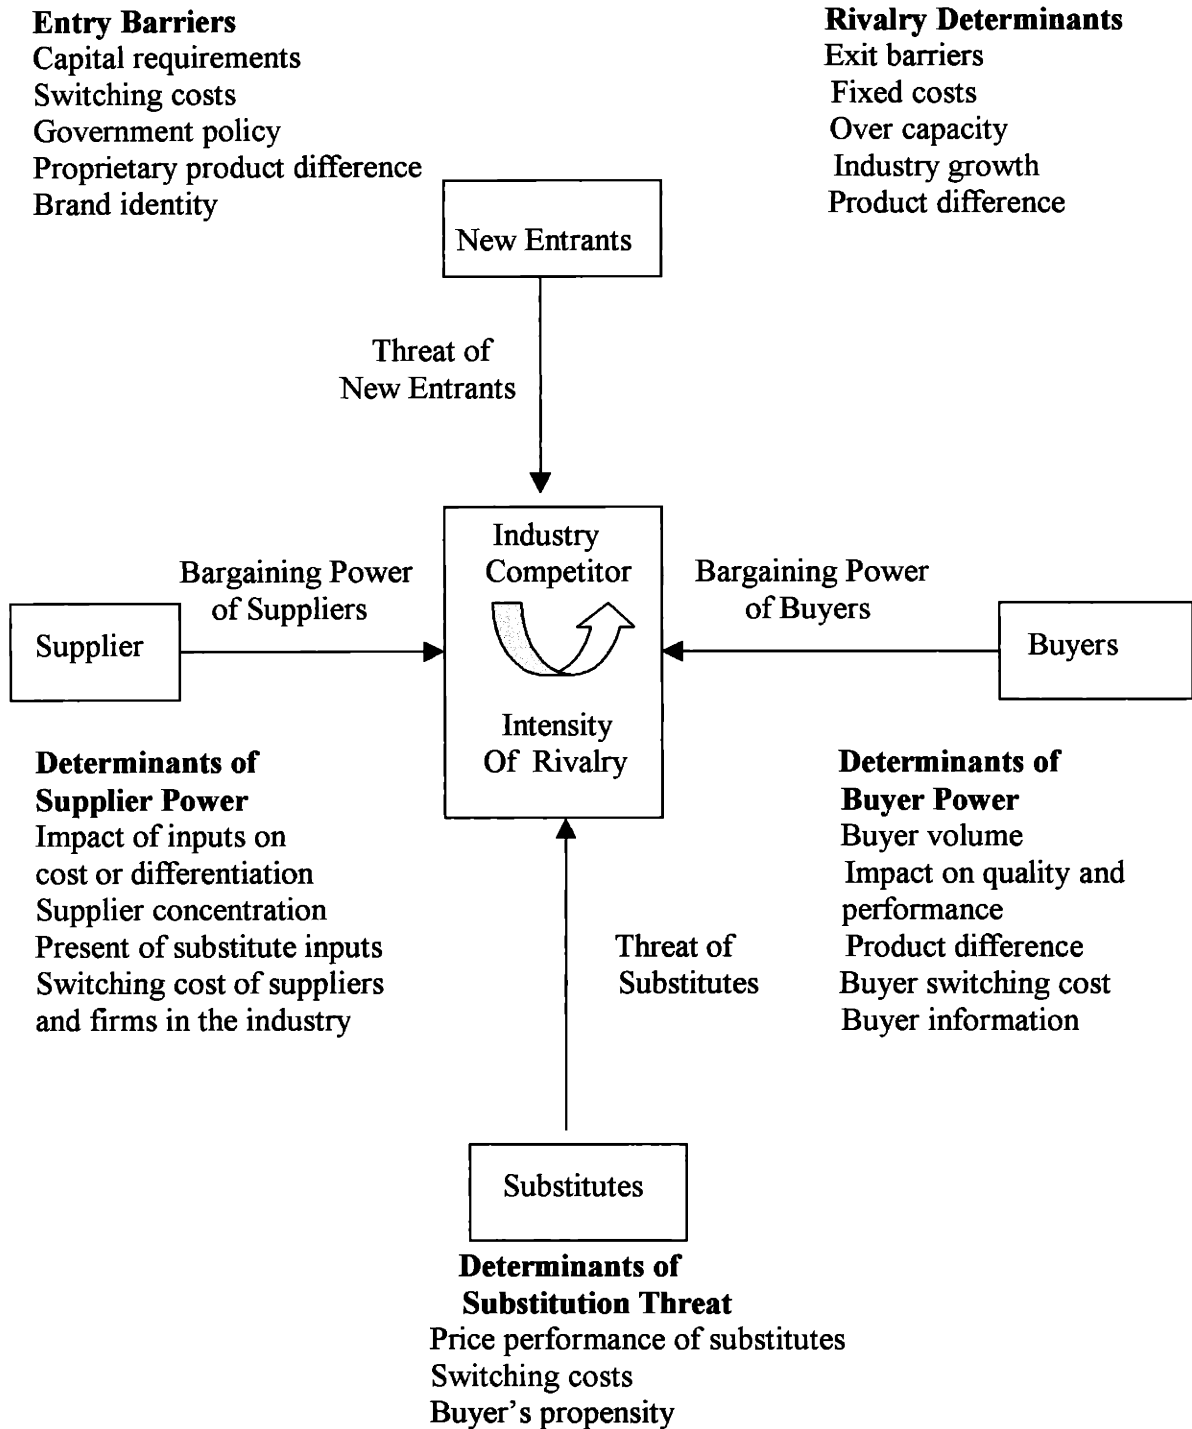 Entry Barriers
Capital requirements
Switching costs
Government policy
Proprietary product difference
Brand identity
Rivalry Determinants
Exit barriers
Fixed costs
Over capacity
Industry growth
Product difference
New Entrants
Threat of
New Entrants
Industry
Competitor
Intensity
Of Rivalry
Bargaining Power
of Suppliers
Supplier
Bargaining Power
of Buyers
Buyers
Determinants of
Supplier Power
Impact of inputs on
cost or differentiation
Supplier concentration
Present of substitute inputs
Switching cost of suppliers
and firms in the industry
Determinants of
Buyer Power
Buyer volume
Impact on quality and
performance
Product difference
Buyer switching cost
Buyer information
Threat of
Substitutes
Substitutes
Determinants of
Substitution Threat
Price performance of substitutes
Switching costs
Buyer's propensity